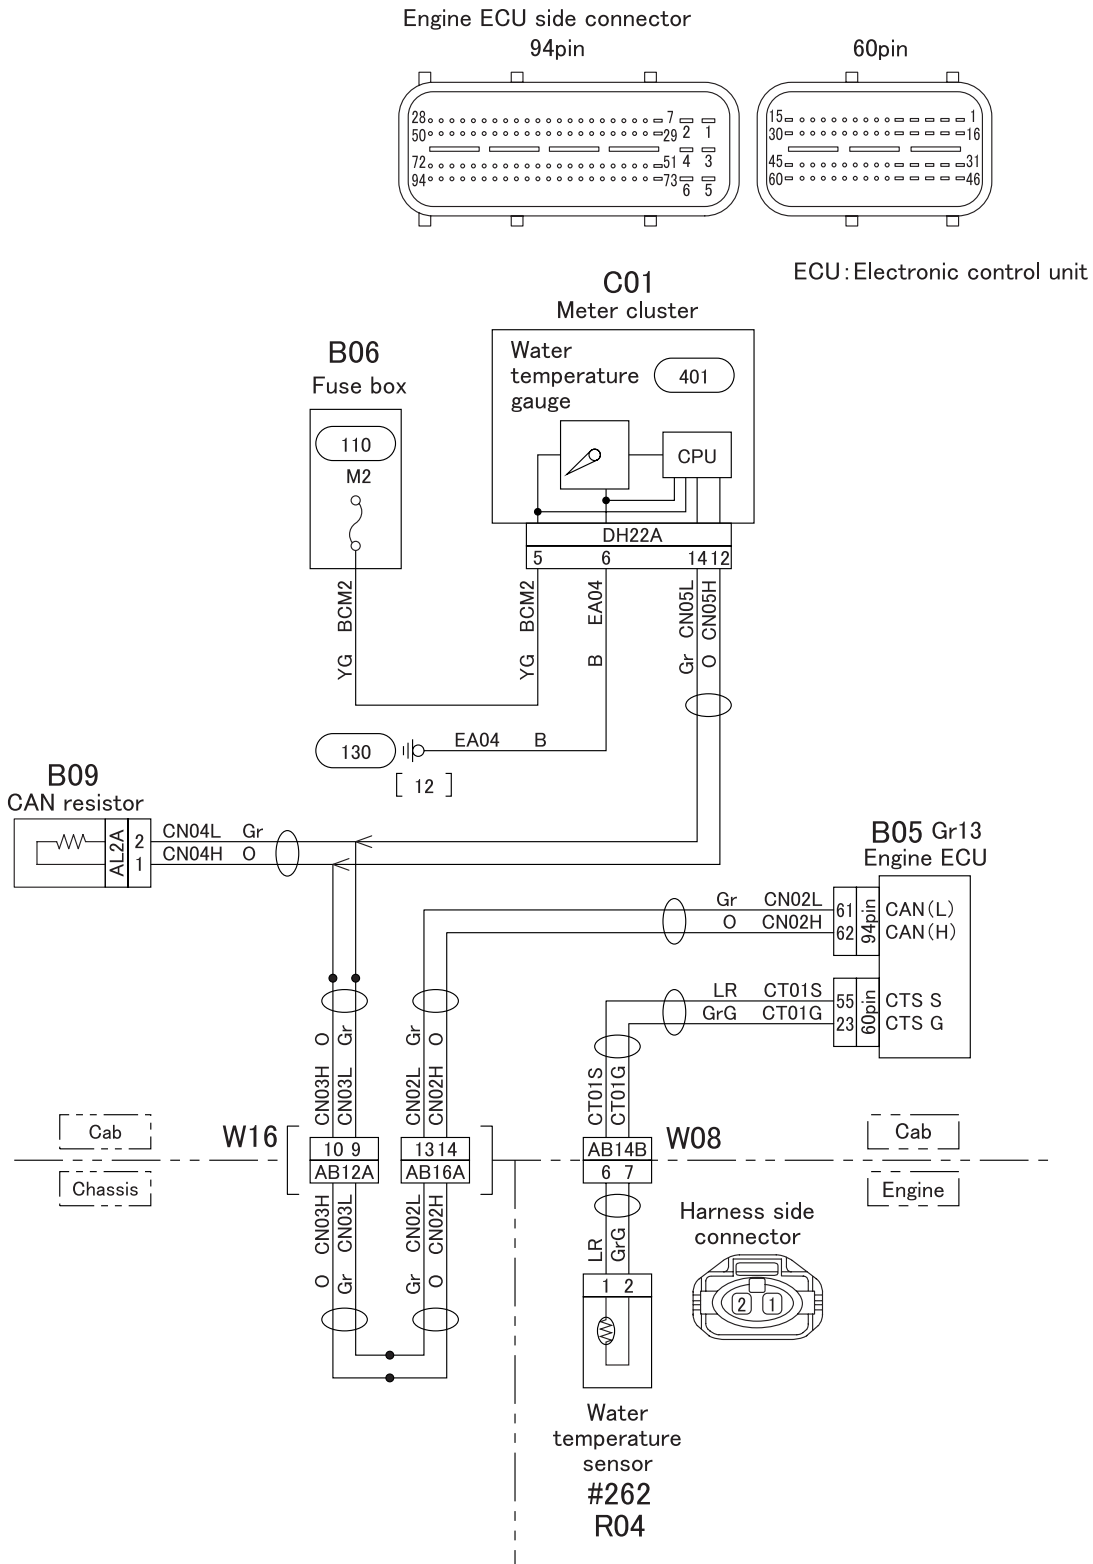 Engine ECU side connector
94pin
60pin
28
7
50
29
2
1
72
51
4
3
94
73
6
5
15
1
30
16
45
31
60
46
ECU:Electronic control unit
C01
Meter cluster
B06
Fuse box
Water
temperature
gauge
401
110
M2
CPU
DH22A
5
6
14
12
YG BCM2
YG BCM2
B EA04
Gr CN05L
O CN05H
130
EA04 B
[ 12 ]
B09
CAN resistor
AL2A
2
1
CN04L Gr
CN04H O
B05 Gr13
Engine ECU
Gr CN02L
O CN02H
61
62
94pin
CAN(L)
CAN(H)
LR CT01S
GrG CT01G
55
23
60pin
CTS S
CTS G
CN03H O
CN03L Gr
CN02L Gr
CN02H O
CT01S
CT01G
Cab
Chassis
W16
10 9
AB12A
13 14
AB16A
AB14B
6 7
W08
Cab
Engine
O CN03H
Gr CN03L
Gr CN02L
O CN02H
LR
GrG
1 2
Harness side
connector
2 1
Water
temperature
sensor
#262
R04